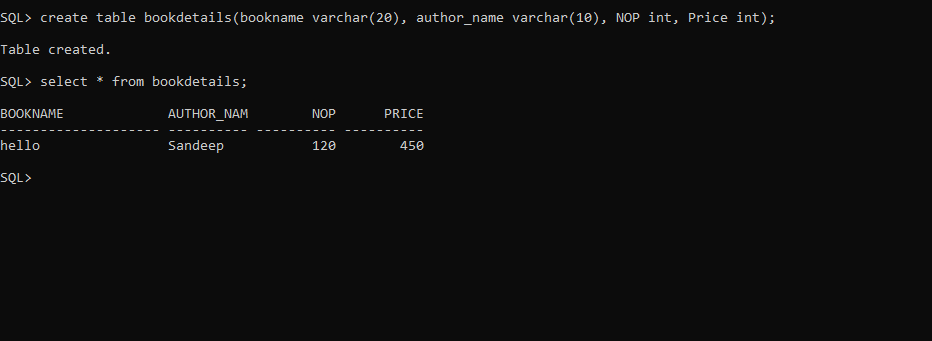 SQL> create table bookdetails(bookname varchar(20), author_name varchar(10), NOP int, Price int);
Table created.
SQL> select * from bookdetails;
BOOKNAME             AUTHOR_NAM        NOP      PRICE
-------------------- ---------- ---------- ----------
hello                Sandeep           120        450
SQL>